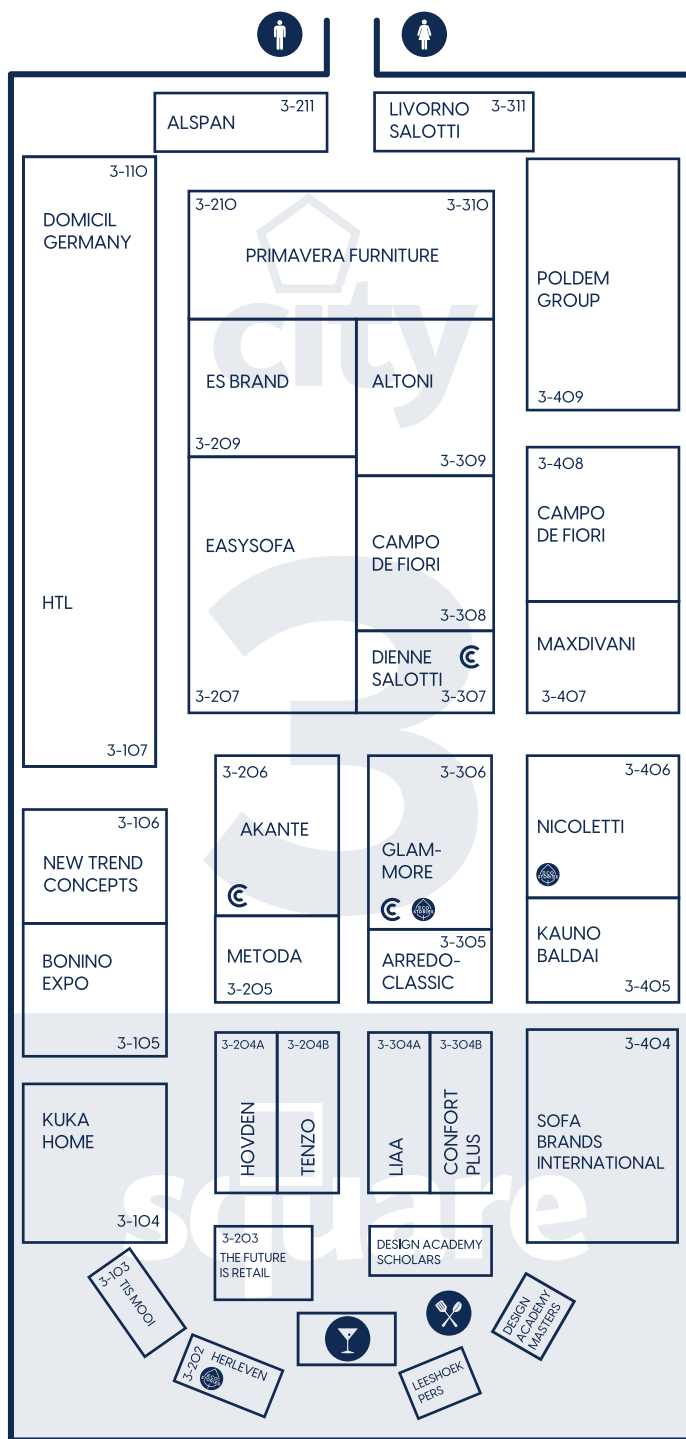 3-211
ALSPAN
LIVORNO
SALOTTI
3-311
3-110
DOMICIL
GERMANY
HTL
3-107
3-210
3-310
PRIMAVERA FURNITURE
city
ES BRAND
3-209
ALTONI
3-309
POLDEM
GROUP
3-409
EASYSOFA
3-207
CAMPO
DE FIORI
3-308
3-408
CAMPO
DE FIORI
DIENNE
SALOTTI
3-307
MAXDIVANI
3-407
3
3-106
NEW TREND
CONCEPTS
3-206
AKANTE
3-306
GLAM-
MORE
ECO
STORIES
3-406
NICOLETTI
ECO
STORIES
BONINO
EXPO
3-105
METODA
3-205
3-305
ARREDO-
CLASSIC
KAUNO
BALDAI
3-405
KUKA
HOME
3-104
3-204A
HOVDEN
3-204B
TENZO
3-304A
LIAA
3-304B
CONFORT
PLUS
3-404
SOFA
BRANDS
INTERNATIONAL
square
3-103
TIS MOOI
3-203
THE FUTURE
IS RETAIL
DESIGN ACADEMY
SCHOLARS
DESIGN
ACADEMY
MASTERS
3-202
HERLEVEN
ECO
STORIES
LEESHOEK
PERS